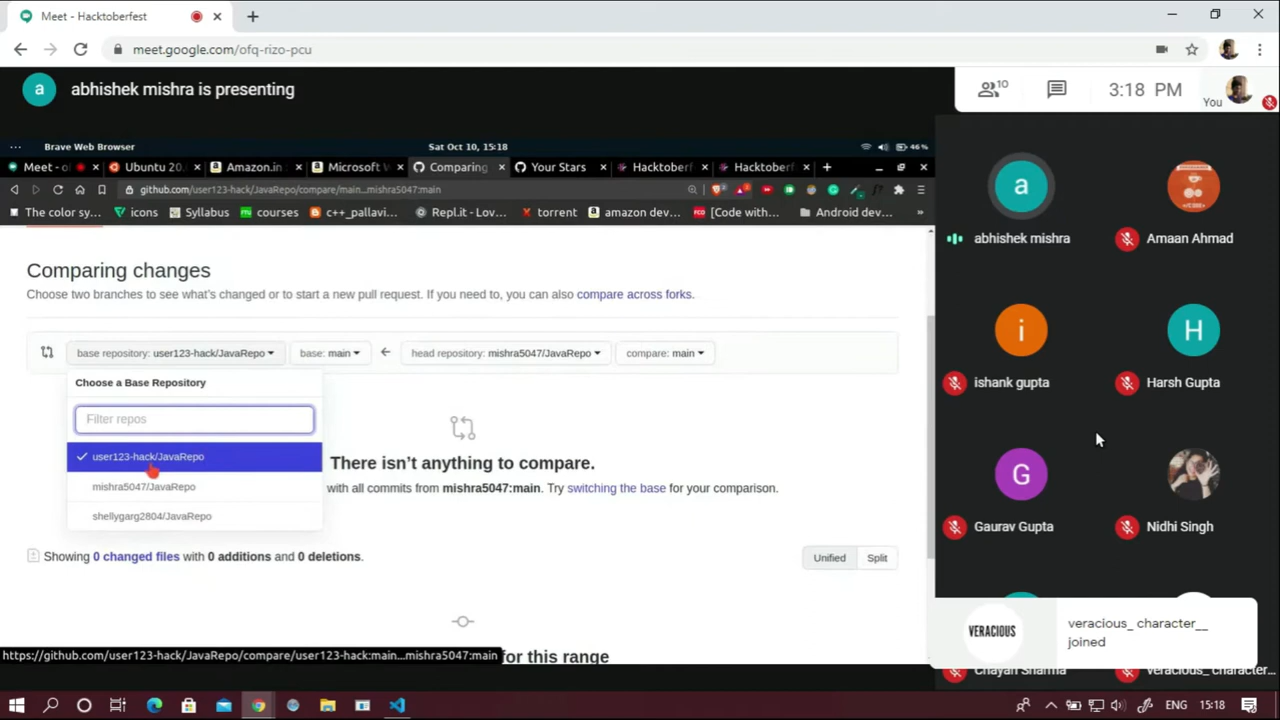 Meet - Hacktoberfest
meet.google.com/ofq-rizo-pcu
a abhishek mishra is presenting
10 3:18 PM You
Brave Web Browser Sat Oct 10, 15:18 46 %
Meet - o Ubuntu 20. Amazon.in : Microsoft W Comparing Your Stars Hacktoberf Hacktoberf
github.com/user123-hack/JavaRepo/compare/main...mishra5047:main
The color sy... icons Syllabus courses c++_pallavi... Repl.it - Lov... torrent amazon dev... [Code with... Android dev... »
Comparing changes
Choose two branches to see what's changed or to start a new pull request. If you need to, you can also compare across forks.
base repository: user123-hack/JavaRepo base: main head repository: mishra5047/JavaRepo compare: main
Choose a Base Repository
Filter repos
user123-hack/JavaRepo
mishra5047/JavaRepo
shellygarg2804/JavaRepo
There isn't anything to compare.
with all commits from mishra5047:main. Try switching the base for your comparison.
Showing 0 changed files with 0 additions and 0 deletions.
Unified Split
for this range
https://github.com/user123-hack/JavaRepo/compare/user123-hack:main...mishra5047:main
a
abhishek mishra
Amaan Ahmad
i
ishank gupta
H
Harsh Gupta
G
Gaurav Gupta
Nidhi Singh
VERACIOUS
veracious_ character__
joined
Chayan Sharma
veracious_ character...
ENG 15:18